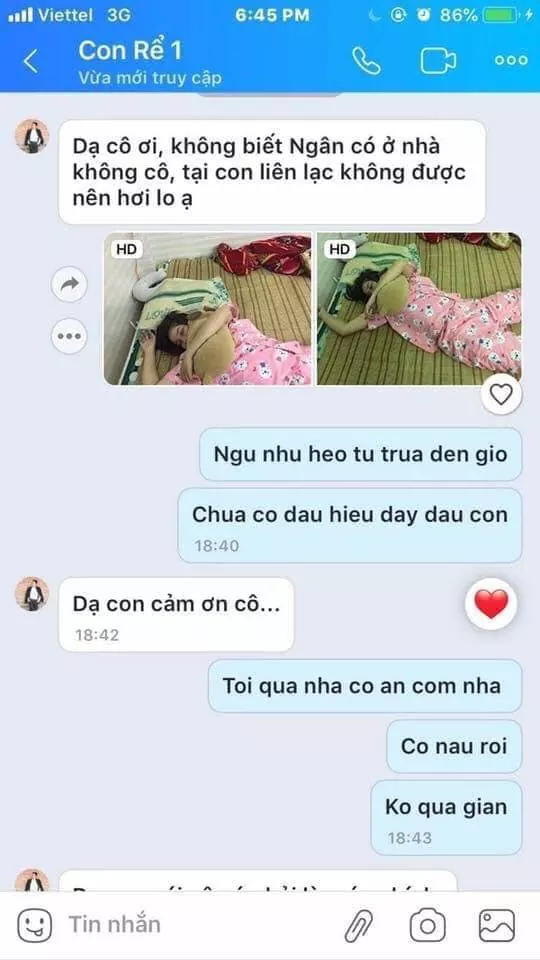 Viettel 3G 6:45 PM 86%
Con Rể 1
Vừa mới truy cập
Dạ cô ơi, không biết Ngân có ở nhà
không cô, tại con liên lạc không được
nên hơi lo ạ
HD HD
Ngu nhu heo tu trua den gio
Chua co dau hieu day dau con
18:40
Dạ con cảm ơn cô...
18:42
Toi qua nha co an com nha
Co nau roi
Ko qua gian
18:43
Tin nhắn